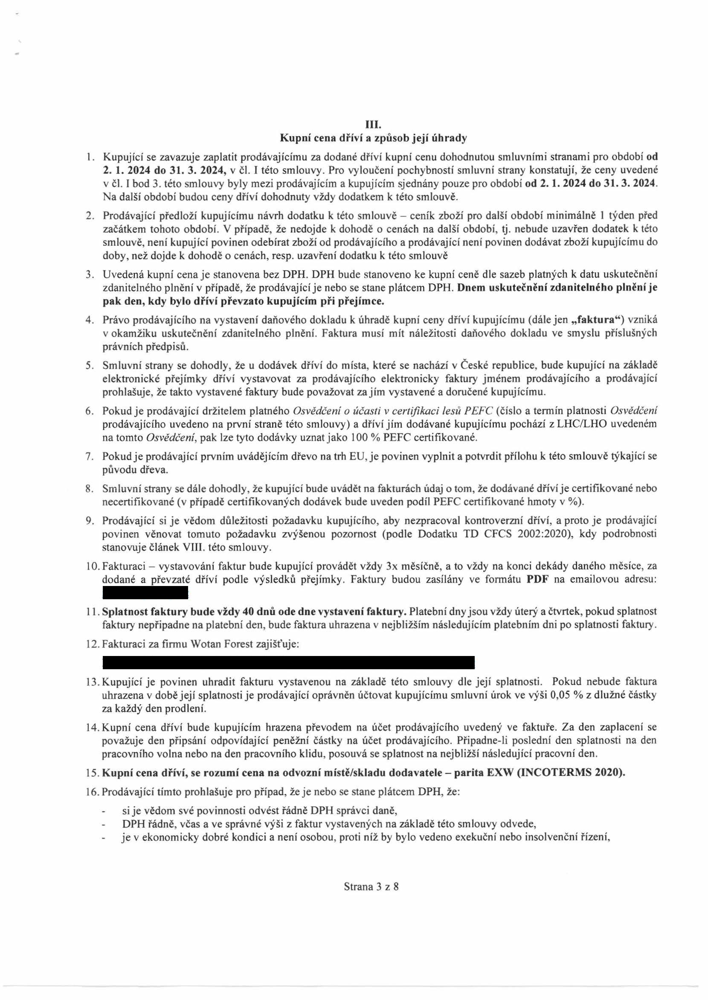 III.
Kupní cena dříví a způsob její úhrady
1. Kupující se zavazuje zaplatit prodávajícímu za dodané dříví kupní cenu dohodnutou smluvními stranami pro období od
2. 1. 2024 do 31. 3. 2024, v čl. I této smlouvy. Pro vyloučení pochybností smluvní strany konstatují, že ceny uvedené
v čl. I bod 3. této smlouvy byly mezi prodávajícím a kupujícím sjednány pouze pro období od 2. 1. 2024 do 31. 3. 2024.
Na další období budou ceny dříví dohodnuty vždy dodatkem k této smlouvě.
2. Prodávající předloží kupujícímu návrh dodatku k této smlouvě – ceník zboží pro další období minimálně 1 týden před
začátkem tohoto období. V případě, že nedojde k dohodě o cenách na další období, tj. nebude uzavřen dodatek k této
smlouvě, není kupující povinen odebírat zboží od prodávajícího a prodávající není povinen dodávat zboží kupujícímu do
doby, než dojde k dohodě o cenách, resp. uzavření dodatku k této smlouvě
3. Uvedená kupní cena je stanovena bez DPH. DPH bude stanoveno ke kupní ceně dle sazeb platných k datu uskutečnění
zdanitelného plnění v případě, že prodávající je nebo se stane plátcem DPH. Dnem uskutečnění zdanitelného plnění je
pak den, kdy bylo dříví převzato kupujícím při přejímce.
4. Právo prodávajícího na vystavení daňového dokladu k úhradě kupní ceny dříví kupujícímu (dále jen „faktura“) vzniká
v okamžiku uskutečnění zdanitelného plnění. Faktura musí mít náležitosti daňového dokladu ve smyslu příslušných
právních předpisů.
5. Smluvní strany se dohodly, že u dodávek dříví do místa, které se nachází v České republice, bude kupující na základě
elektronické přejímky dříví vystavovat za prodávajícího elektronicky faktury jménem prodávajícího a prodávající
prohlašuje, že takto vystavené faktury bude považovat za jím vystavené a doručené kupujícímu.
6. Pokud je prodávající držitelem platného Osvědčení o účasti v certifikaci lesů PEFC (číslo a termín platnosti Osvědčení
prodávajícího uvedeno na první straně této smlouvy) a dříví jím dodávané kupujícímu pochází z LHC/LHO uvedeném
na tomto Osvědčení, pak lze tyto dodávky uznat jako 100 % PEFC certifikované.
7. Pokud je prodávající prvním uvádějícím dřevo na trh EU, je povinen vyplnit a potvrdit přílohu k této smlouvě týkající se
původu dřeva.
8. Smluvní strany se dále dohodly, že kupující bude uvádět na fakturách údaj o tom, že dodávané dříví je certifikované nebo
necertifikované (v případě certifikovaných dodávek bude uveden podíl PEFC certifikované hmoty v %).
9. Prodávající si je vědom důležitosti požadavku kupujícího, aby nezpracoval kontroverzní dříví, a proto je prodávající
povinen věnovat tomuto požadavku zvýšenou pozornost (podle Dodatku TD CFCS 2002:2020), kdy podrobnosti
stanovuje článek VIII. této smlouvy.
10. Fakturaci – vystavování faktur bude kupující provádět vždy 3x měsíčně, a to vždy na konci dekády daného měsíce, za
dodané a převzaté dříví podle výsledků přejímky. Faktury budou zasílány ve formátu PDF na emailovou adresu:
11. Splatnost faktury bude vždy 40 dnů ode dne vystavení faktury. Platební dny jsou vždy úterý a čtvrtek, pokud splatnost
faktury nepřipadne na platební den, bude faktura uhrazena v nejbližším následujícím platebním dni po splatnosti faktury.
12. Fakturaci za firmu Wotan Forest zajišťuje:
13. Kupující je povinen uhradit fakturu vystavenou na základě této smlouvy dle její splatnosti. Pokud nebude faktura
uhrazena v době její splatnosti je prodávající oprávněn účtovat kupujícímu smluvní úrok ve výši 0,05 % z dlužné částky
za každý den prodlení.
14. Kupní cena dříví bude kupujícím hrazena převodem na účet prodávajícího uvedený ve faktuře. Za den zaplacení se
považuje den připsání odpovídající peněžní částky na účet prodávajícího. Připadne-li poslední den splatnosti na den
pracovního volna nebo na den pracovního klidu, posouvá se splatnost na nejbližší následující pracovní den.
15. Kupní cena dříví, se rozumí cena na odvozní místě/skladu dodavatele – parita EXW (INCOTERMS 2020).
16. Prodávající tímto prohlašuje pro případ, že je nebo se stane plátcem DPH, že:
- si je vědom své povinnosti odvést řádně DPH správci daně,
- DPH řádně, včas a ve správné výši z faktur vystavených na základě této smlouvy odvede,
- je v ekonomicky dobré kondici a není osobou, proti níž by bylo vedeno exekuční nebo insolvenční řízení,
Strana 3 z 8